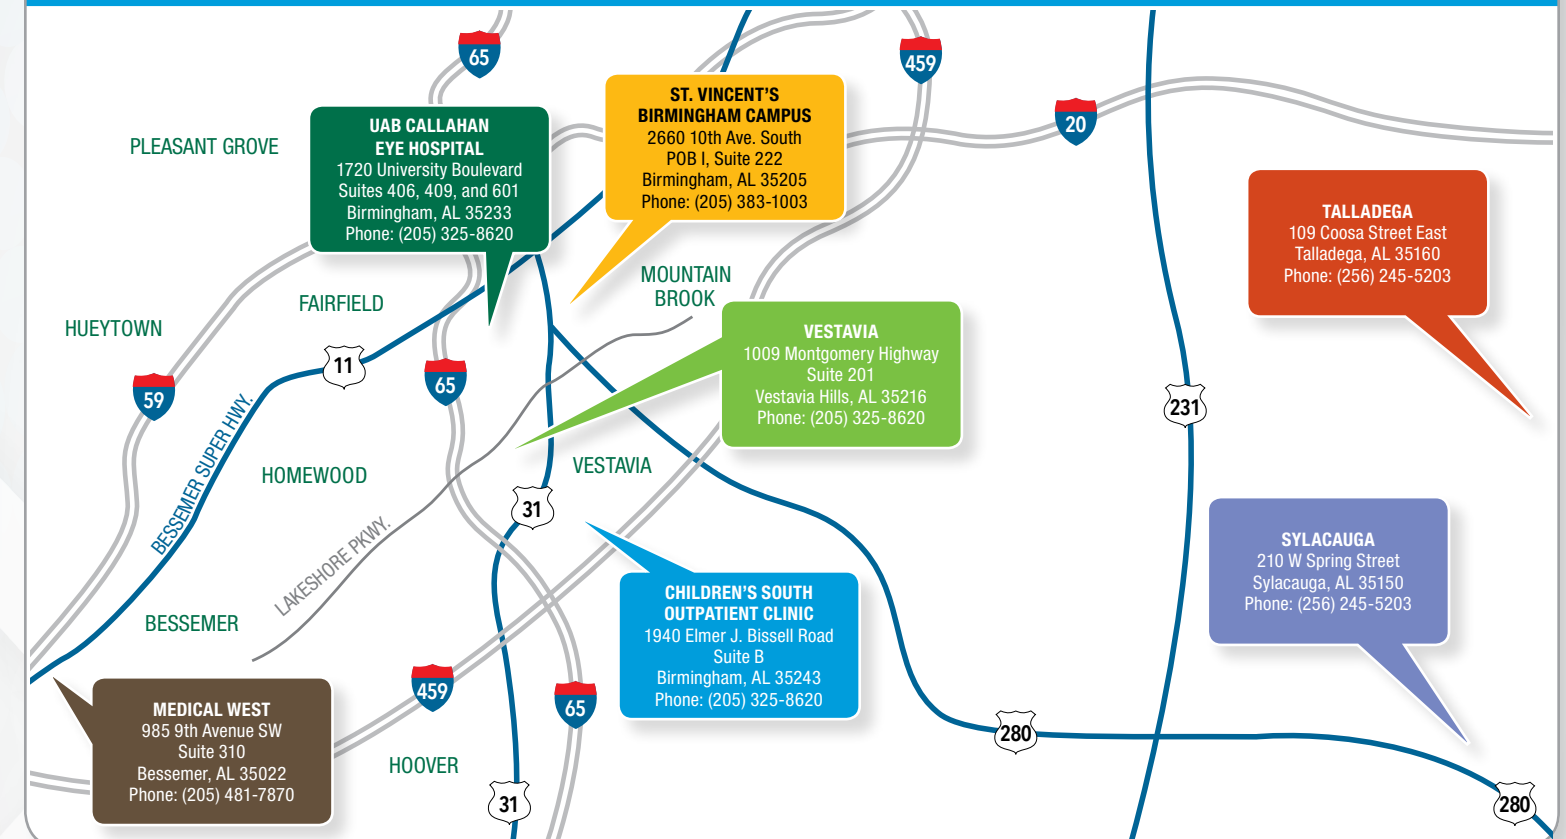 65
459
20
PLEASANT GROVE
UAB CALLAHAN
EYE HOSPITAL
1720 University Boulevard
Suites 406, 409, and 601
Birmingham, AL 35233
Phone: (205) 325-8620
ST. VINCENT’S
BIRMINGHAM CAMPUS
2660 10th Ave. South
POB I, Suite 222
Birmingham, AL 35205
Phone: (205) 383-1003
TALLADEGA
109 Coosa Street East
Talladega, AL 35160
Phone: (256) 245-5203
MOUNTAIN
BROOK
FAIRFIELD
HUEYTOWN
11
59
65
VESTAVIA
1009 Montgomery Highway
Suite 201
Vestavia Hills, AL 35216
Phone: (205) 325-8620
231
BESSEMER SUPER HWY.
HOMEWOOD
VESTAVIA
31
LAKESHORE PKWY.
SYLACAUGA
210 W Spring Street
Sylacauga, AL 35150
Phone: (256) 245-5203
BESSEMER
CHILDREN’S SOUTH
OUTPATIENT CLINIC
1940 Elmer J. Bissell Road
Suite B
Birmingham, AL 35243
Phone: (205) 325-8620
459
65
MEDICAL WEST
985 9th Avenue SW
Suite 310
Bessemer, AL 35022
Phone: (205) 481-7870
280
HOOVER
31
280